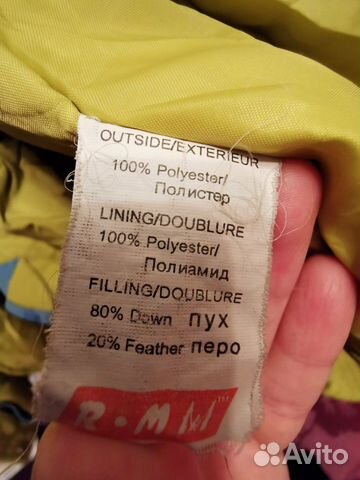 OUTSIDE/EXTERIEUR
100% Polyester/
Полистер
LINING/DOUBLURE
100% Polyester/
Полиамид
FILLING/DOUBLURE
80% Down пух
20% Feather перо
Avito